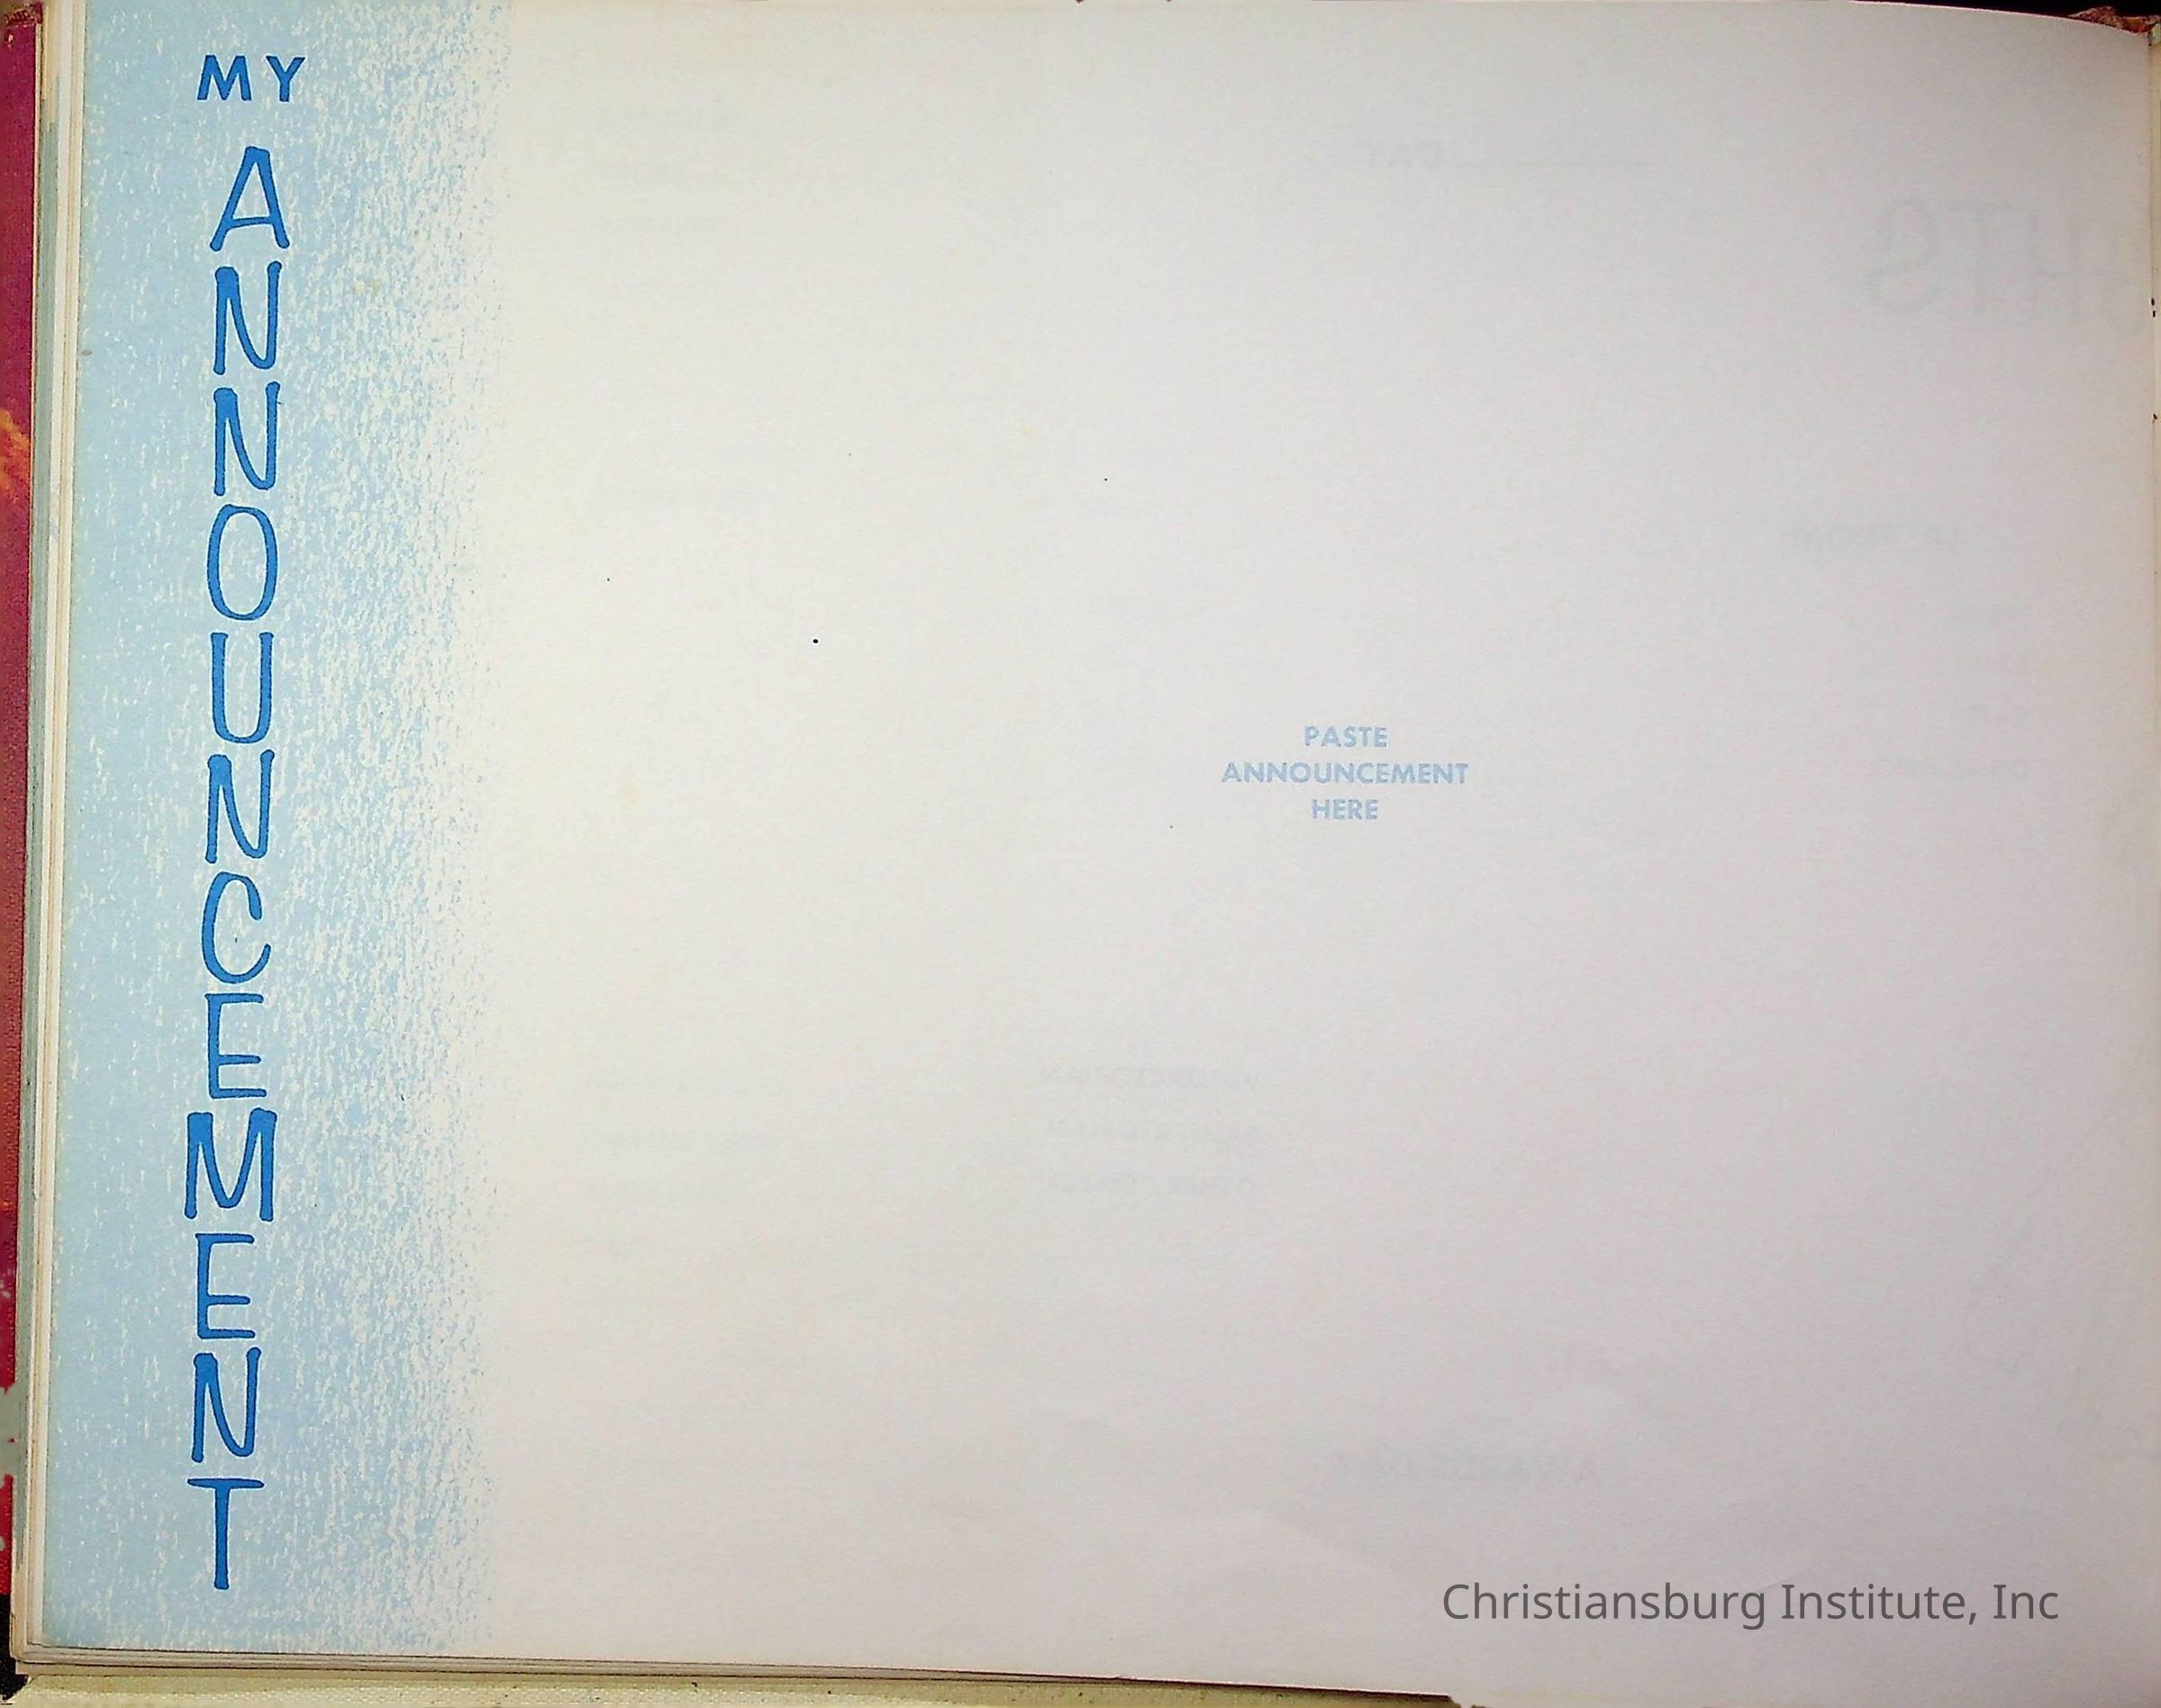 MY
ANNOUNCEMENT
PASTE
ANNOUNCEMENT
HERE
Christiansburg Institute, Inc